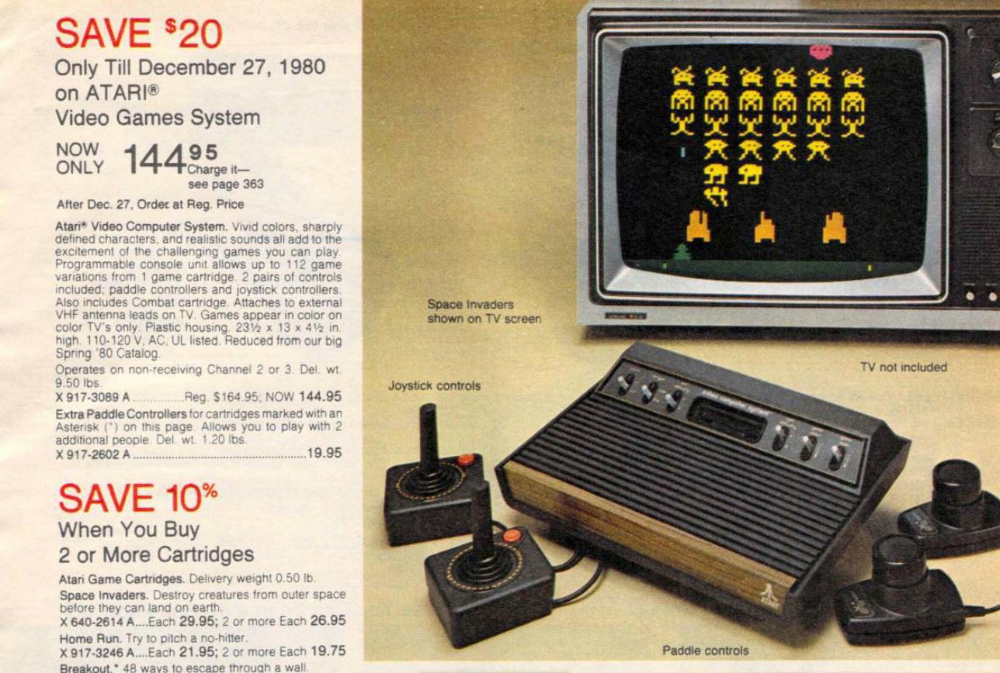 SAVE $20
Only Till December 27, 1980
on ATARI®
Video Games System
NOW ONLY 144 95
Charge it—
see page 363
After Dec. 27, Order at Reg. Price
Atari® Video Computer System. Vivid colors, sharply
defined characters, and realistic sounds all add to the
excitement of the challenging games you can play.
Programmable console unit allows up to 112 game
variations from 1 game cartridge. 2 pairs of controls
included; paddle controllers and joystick controllers.
Also includes Combat cartridge. Attaches to external
VHF antenna leads on TV. Games appear in color on
color TV's only. Plastic housing. 23½ x 13 x 4½ in.
high. 110-120 V, AC, UL listed. Reduced from our big
Spring '80 Catalog.
Operates on non-receiving Channel 2 or 3. Del. wt.
9.50 lbs.
X 917-3089 A..............Reg. $164.95; NOW 144.95
Extra Paddle Controllers for cartridges marked with an
Asterisk (*) on this page. Allows you to play with 2
additional people. Del. wt. 1.20 lbs.
X 917-2602 A......................................................19.95
SAVE 10%
When You Buy
2 or More Cartridges
Atari Game Cartridges. Delivery weight 0.50 lb.
Space Invaders. Destroy creatures from outer space
before they can land on earth.
X 640-2614 A....Each 29.95; 2 or more Each 26.95
Home Run. Try to pitch a no-hitter.
X 917-3246 A....Each 21.95; 2 or more Each 19.75
Breakout.* 48 ways to escape through a wall.
Space Invaders
shown on TV screen
TV not included
Joystick controls
video computer system
Paddle controls